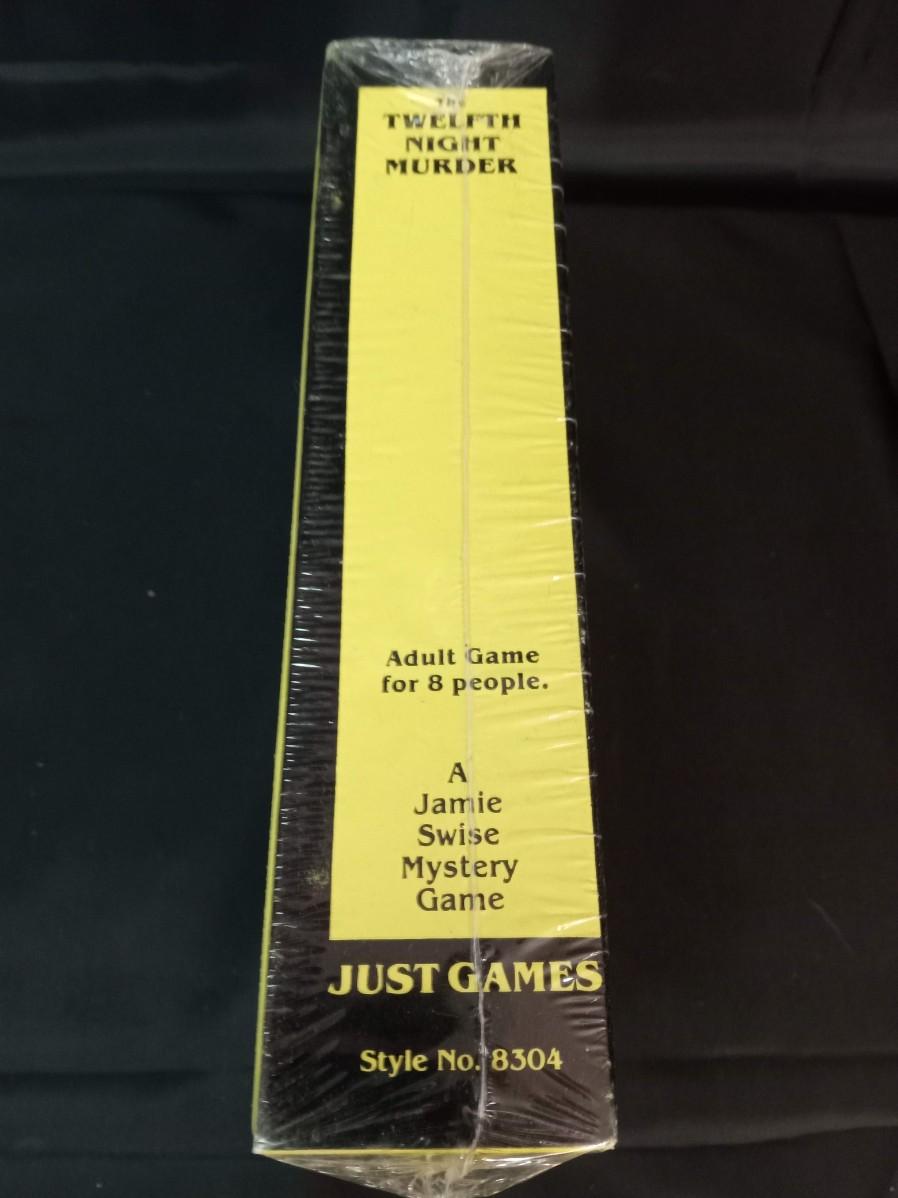 The
TWELFTH
NIGHT
MURDER
Adult Game
for 8 people.
A
Jamie
Swise
Mystery
Game
JUST GAMES
Style No. 8304